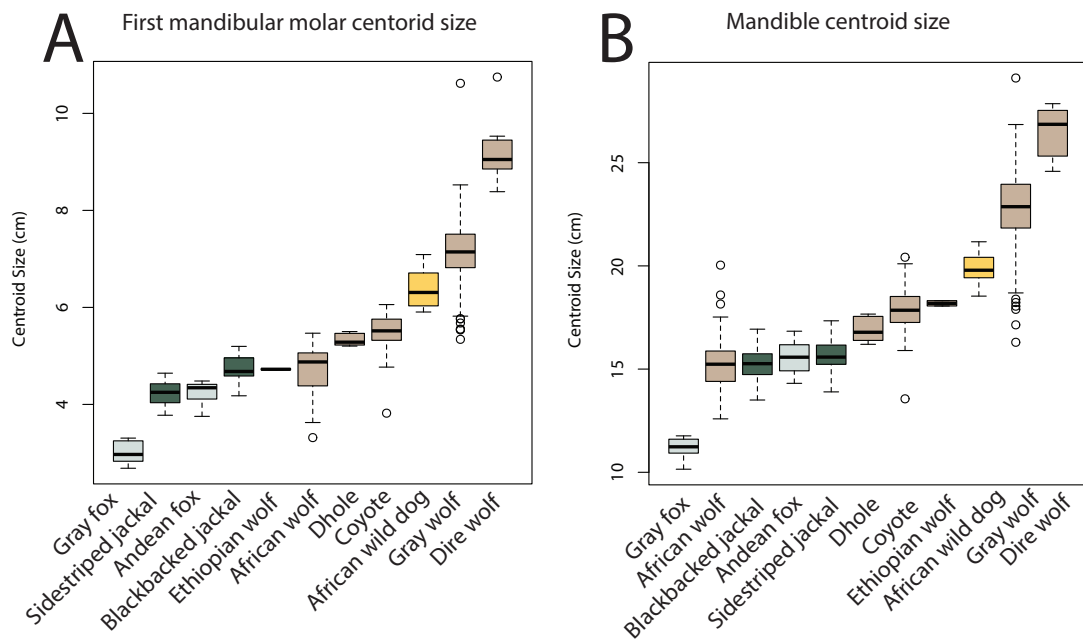 A
First mandibular molar centorid size
Centroid Size (cm)
10
8
6
4
Gray fox
Sidestriped jackal
Andean fox
Blackbacked jackal
Ethiopian wolf
African wolf
Dhole
Coyote
African wild dog
Gray wolf
Dire wolf
B
Mandible centroid size
Centroid Size (cm)
25
20
15
10
Gray fox
African wolf
Blackbacked jackal
Andean fox
Sidestriped jackal
Dhole
Coyote
Ethiopian wolf
African wild dog
Gray wolf
Dire wolf